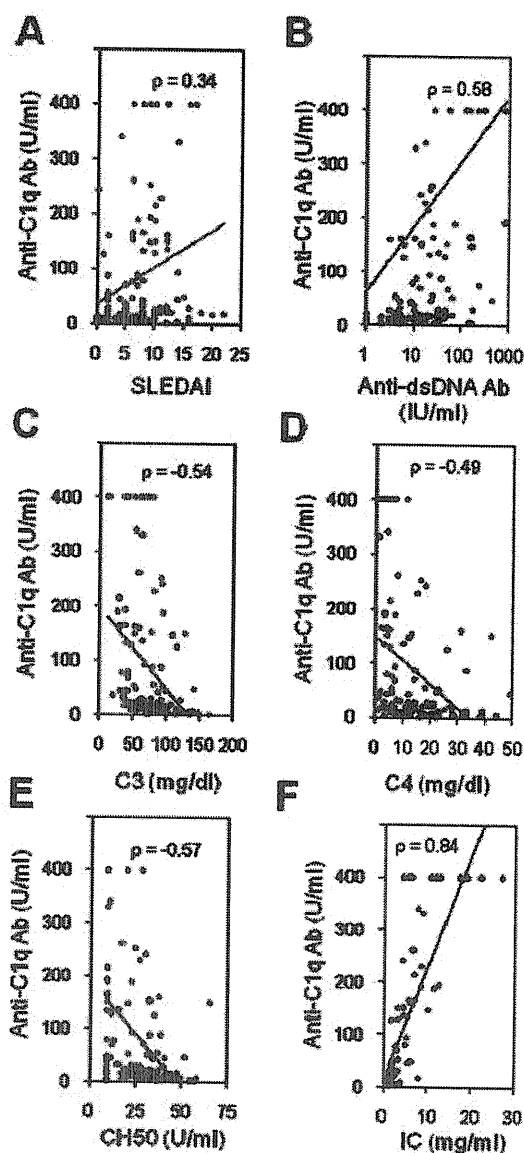 A
ρ = 0.34
Anti-C1q Ab (U/ml)
400
300
200
100
0
0 5 10 15 20 25
SLEDAI
B
ρ = 0.58
Anti-C1q Ab (U/ml)
400
300
200
100
0
1 10 100 1000
Anti-dsDNA Ab
(IU/ml)
C
ρ = -0.54
Anti-C1q Ab (U/ml)
400
300
200
100
0
0 50 100 150 200
C3 (mg/dl)
D
ρ = -0.49
Anti-C1q Ab (U/ml)
400
300
200
100
0
0 10 20 30 40 50
C4 (mg/dl)
E
ρ = -0.57
Anti-C1q Ab (U/ml)
400
300
200
100
0
0 25 50 75
CH50 (U/ml)
F
ρ = 0.84
Anti-C1q Ab (U/ml)
400
300
200
100
0
0 10 20 30
IC (mg/ml)